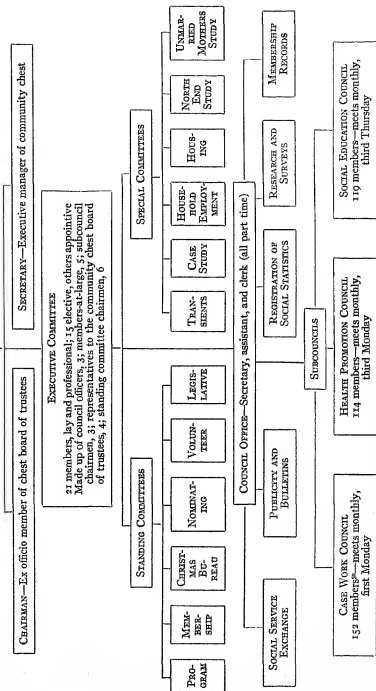 CHAIRMAN—Ex officio member of chest board of trustees
SECRETARY—Executive manager of community chest
EXECUTIVE COMMITTEE
21 members, lay and professional; 15 elective, others appointive
Made up of council officers, 3; members-at-large, 5; subcouncil
chairmen, 3; representatives to the community chest board
of trustees, 4; standing committee chairmen, 6
STANDING COMMITTEES
SPECIAL COMMITTEES
PRO-
GRAM
MEM-
BER-
SHIP
CHRIST-
MAS
BU-
REAU
NOMINAT-
ING
VOLUN-
TEER
LEGIS-
LATIVE
TRAN-
SIENTS
CASE
STUDY
HOUSE-
HOLD
EMPLOY-
MENT
HOUS-
ING
NORTH
END
STUDY
UNMAR-
RIED
MOTHERS
STUDY
COUNCIL OFFICE—Secretary, assistant, and clerk (all part time)
SOCIAL SERVICE
EXCHANGE
PUBLICITY AND
BULLETINS
REGISTRATION OF
SOCIAL STATISTICS
RESEARCH AND
SURVEYS
MEMBERSHIP
RECORDS
SUBCOUNCILS
CASE WORK COUNCIL
152 members—meets monthly,
first Monday
HEALTH PROMOTION COUNCIL
114 members—meets monthly,
third Monday
SOCIAL EDUCATION COUNCIL
119 members—meets monthly,
third Thursday